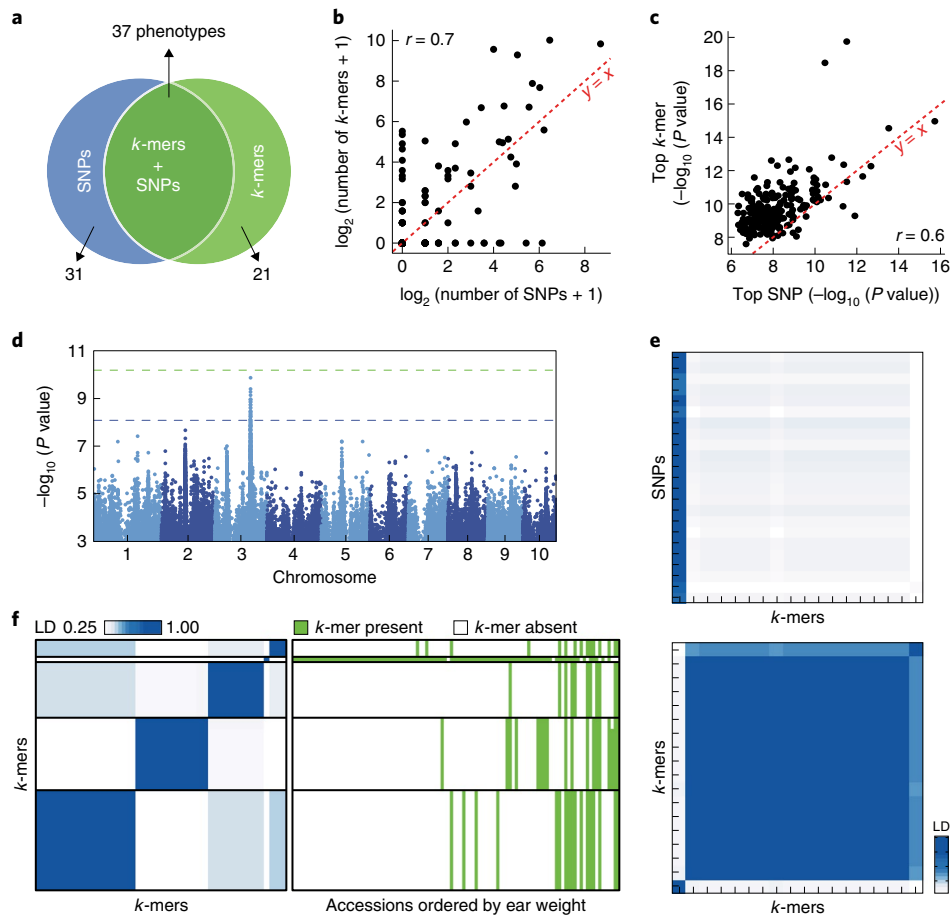 a
37 phenotypes
SNPs
k-mers
+
SNPs
k-mers
31
21
b
r = 0.7
log2 (number of k-mers + 1)
10
8
6
4
2
0
y = x
0 2 4 6 8
log2 (number of SNPs + 1)
c
Top k-mer
(–log10 (P value))
20
18
16
14
12
10
8
y = x
r = 0.6
6 8 10 12 14 16
Top SNP (–log10 (P value))
d
–log10 (P value)
11
9
7
5
3
1 2 3 4 5 6 7 8 9 10
Chromosome
e
SNPs
k-mers
k-mers
k-mers
LD
f
LD 0.25 1.00
k-mer present
k-mer absent
k-mers
k-mers
Accessions ordered by ear weight